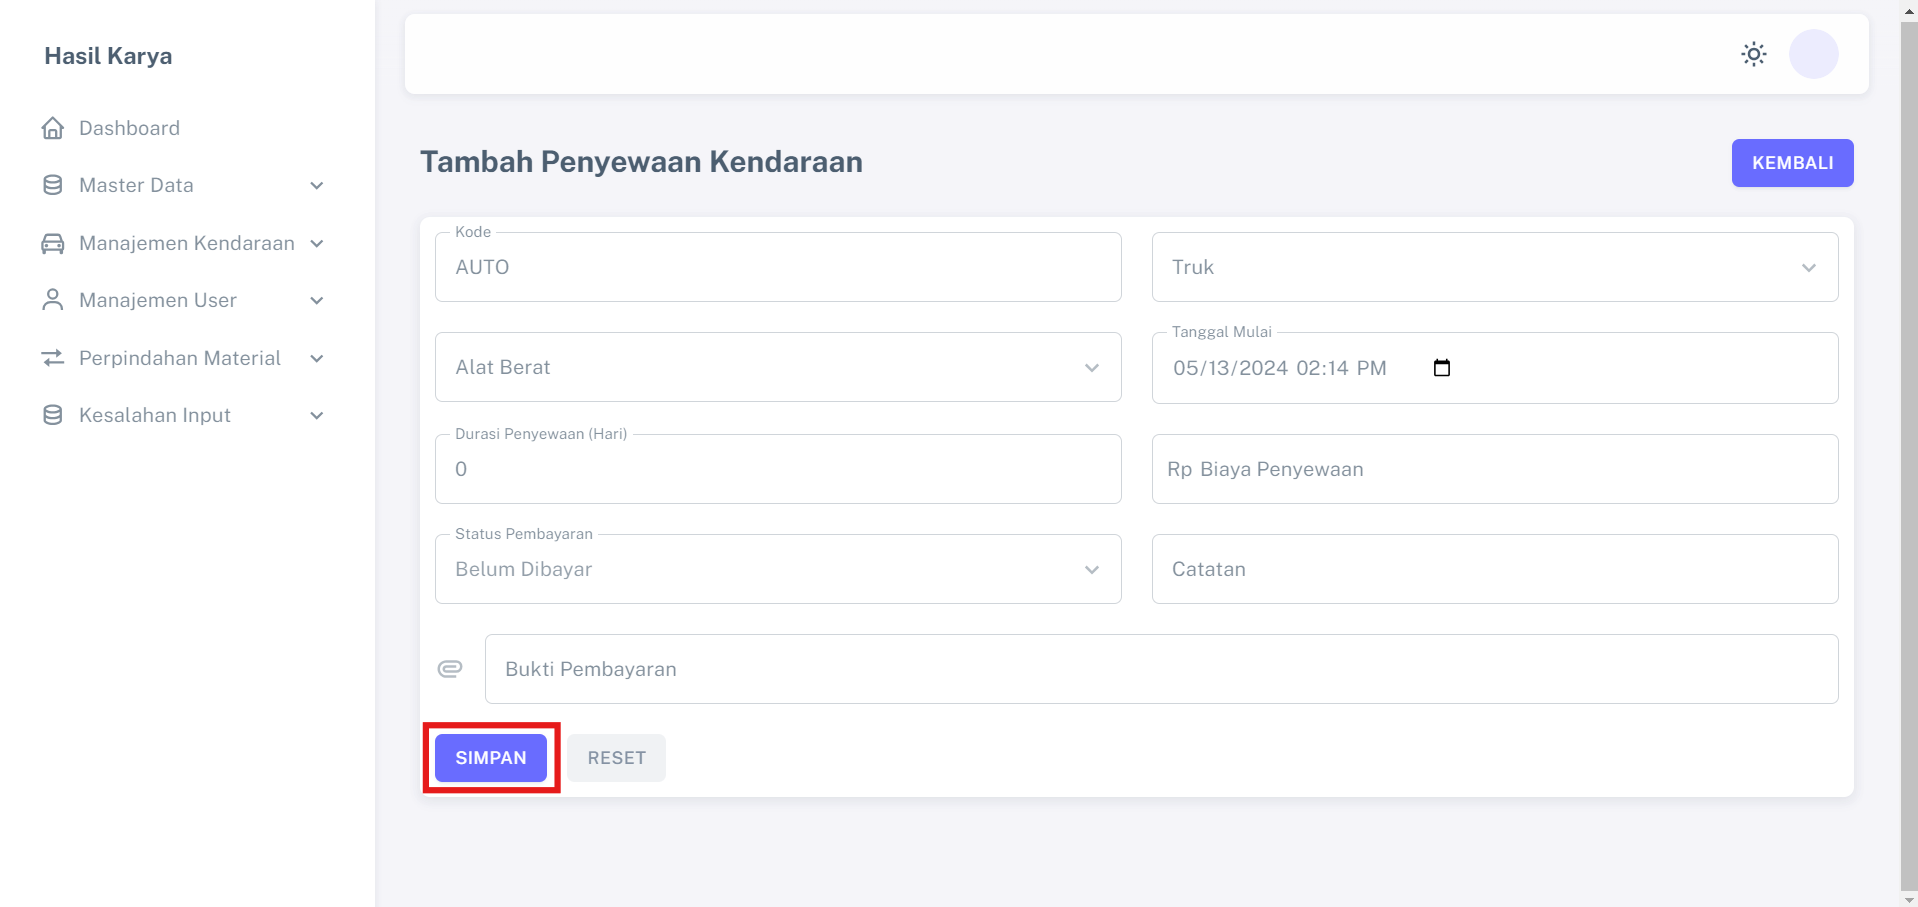 Hasil Karya
Dashboard
Master Data
Manajemen Kendaraan
Manajemen User
Perpindahan Material
Kesalahan Input
Tambah Penyewaan Kendaraan
KEMBALI
Kode
AUTO
Truk
Alat Berat
Tanggal Mulai
05/13/2024 02:14 PM
Durasi Penyewaan (Hari)
0
Rp Biaya Penyewaan
Status Pembayaran
Belum Dibayar
Catatan
Bukti Pembayaran
SIMPAN
RESET